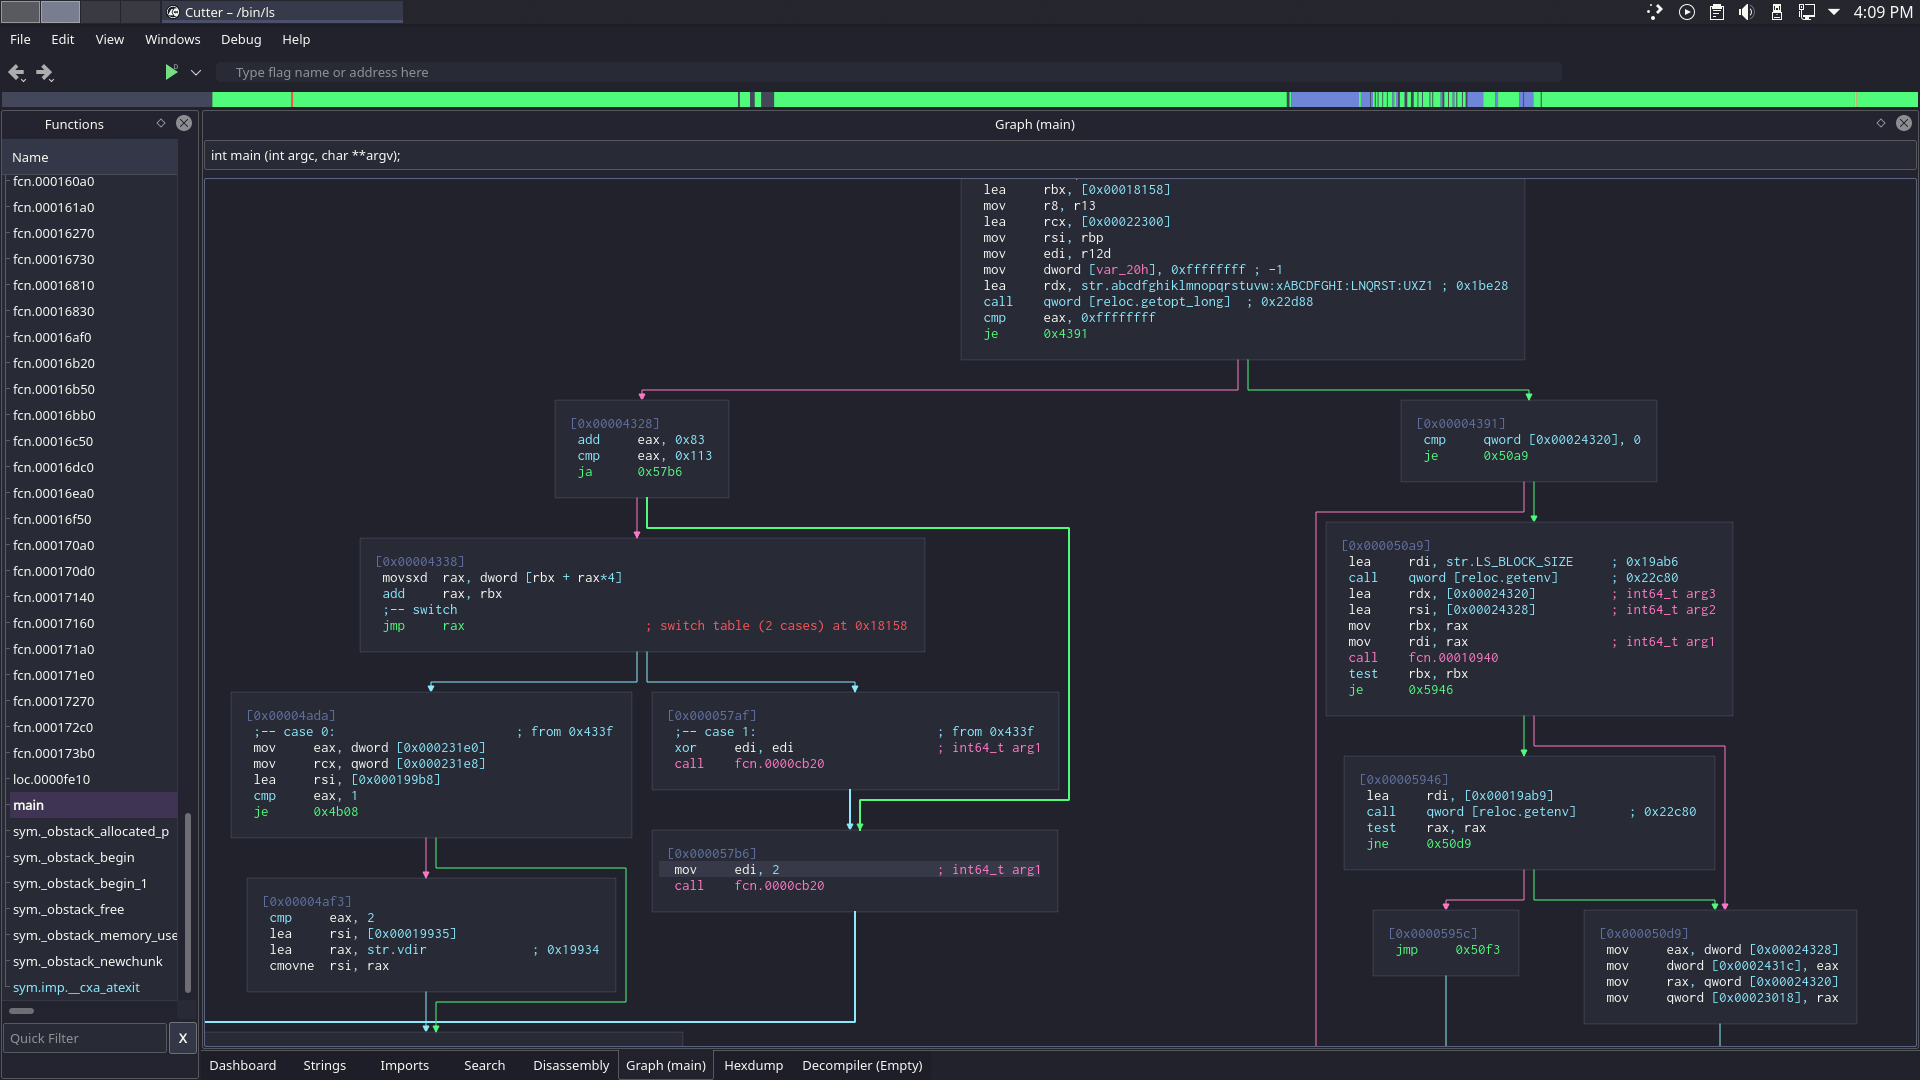 Cutter – /bin/ls
4:09 PM
File Edit View Windows Debug Help
Type flag name or address here
Functions
Name
fcn.000160a0
fcn.000161a0
fcn.00016270
fcn.00016730
fcn.00016810
fcn.00016830
fcn.00016af0
fcn.00016b20
fcn.00016b50
fcn.00016bb0
fcn.00016c50
fcn.00016dc0
fcn.00016ea0
fcn.00016f50
fcn.000170a0
fcn.000170d0
fcn.00017140
fcn.00017160
fcn.000171a0
fcn.000171e0
fcn.00017270
fcn.000172c0
fcn.000173b0
loc.0000fe10
main
sym._obstack_allocated_p
sym._obstack_begin
sym._obstack_begin_1
sym._obstack_free
sym._obstack_memory_use
sym._obstack_newchunk
sym.imp.__cxa_atexit
Quick Filter X
Graph (main)
int main (int argc, char **argv);
lea rbx, [0x00018158]
mov r8, r13
lea rcx, [0x00022300]
mov rsi, rbp
mov edi, r12d
mov dword [var_20h], 0xffffffff ; -1
lea rdx, str.abcdfghiklmnopqrstuvw:xABCDFGHI:LNQRST:UXZ1 ; 0x1be28
call qword [reloc.getopt_long] ; 0x22d88
cmp eax, 0xffffffff
je 0x4391
[0x00004328]
add eax, 0x83
cmp eax, 0x113
ja 0x57b6
[0x00004391]
cmp qword [0x00024320], 0
je 0x50a9
[0x00004338]
movsxd rax, dword [rbx + rax*4]
add rax, rbx
;-- switch
jmp rax ; switch table (2 cases) at 0x18158
[0x000050a9]
lea rdi, str.LS_BLOCK_SIZE ; 0x19ab6
call qword [reloc.getenv] ; 0x22c80
lea rdx, [0x00024320] ; int64_t arg3
lea rsi, [0x00024328] ; int64_t arg2
mov rbx, rax
mov rdi, rax ; int64_t arg1
call fcn.00010940
test rbx, rbx
je 0x5946
[0x00004ada]
;-- case 0: ; from 0x433f
mov eax, dword [0x000231e0]
mov rcx, qword [0x000231e8]
lea rsi, [0x000199b8]
cmp eax, 1
je 0x4b08
[0x000057af]
;-- case 1: ; from 0x433f
xor edi, edi ; int64_t arg1
call fcn.0000cb20
[0x00005946]
lea rdi, [0x00019ab9]
call qword [reloc.getenv] ; 0x22c80
test rax, rax
jne 0x50d9
[0x000057b6]
mov edi, 2 ; int64_t arg1
call fcn.0000cb20
[0x00004af3]
cmp eax, 2
lea rsi, [0x00019935]
lea rax, str.vdir ; 0x19934
cmovne rsi, rax
[0x0000595c]
jmp 0x50f3
[0x000050d9]
mov eax, dword [0x00024328]
mov dword [0x0002431c], eax
mov rax, qword [0x00024320]
mov qword [0x00023018], rax
Dashboard Strings Imports Search Disassembly Graph (main) Hexdump Decompiler (Empty)